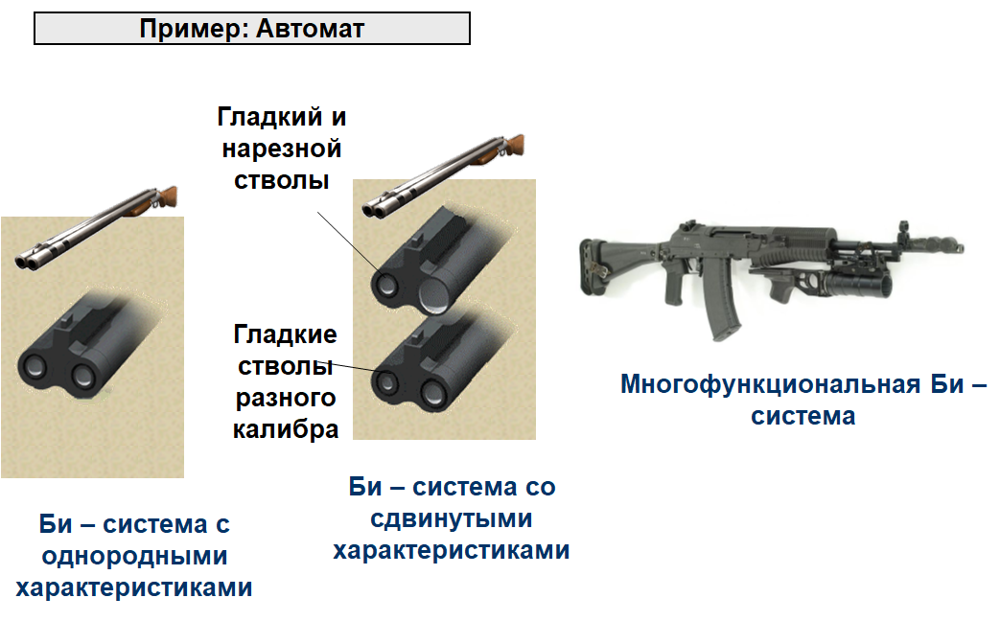 Пример: Автомат
Гладкий и
нарезной
стволы
Гладкие
стволы
разного
калибра
Би – система с
однородными
характеристиками
Би – система со
сдвинутыми
характеристиками
Многофункциональная Би –
система